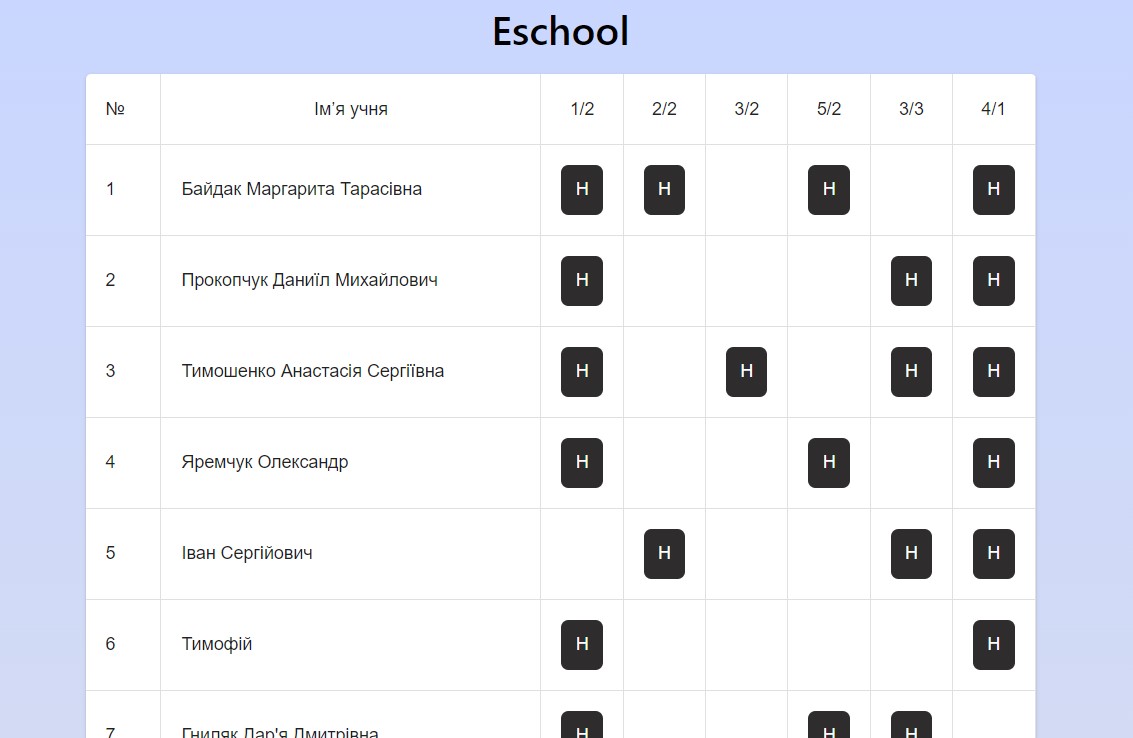 Eschool
№ Ім'я учня 1/2 2/2 3/2 5/2 3/3 4/1
1 Байдак Маргарита Тарасівна Н Н Н Н
2 Прокопчук Даниїл Михайлович Н Н Н
3 Тимошенко Анастасія Сергіївна Н Н Н Н
4 Яремчук Олександр Н Н Н
5 Іван Сергійович Н Н Н
6 Тимофій Н Н
7 Гниляк Дар'я Дмитрівна Н Н Н